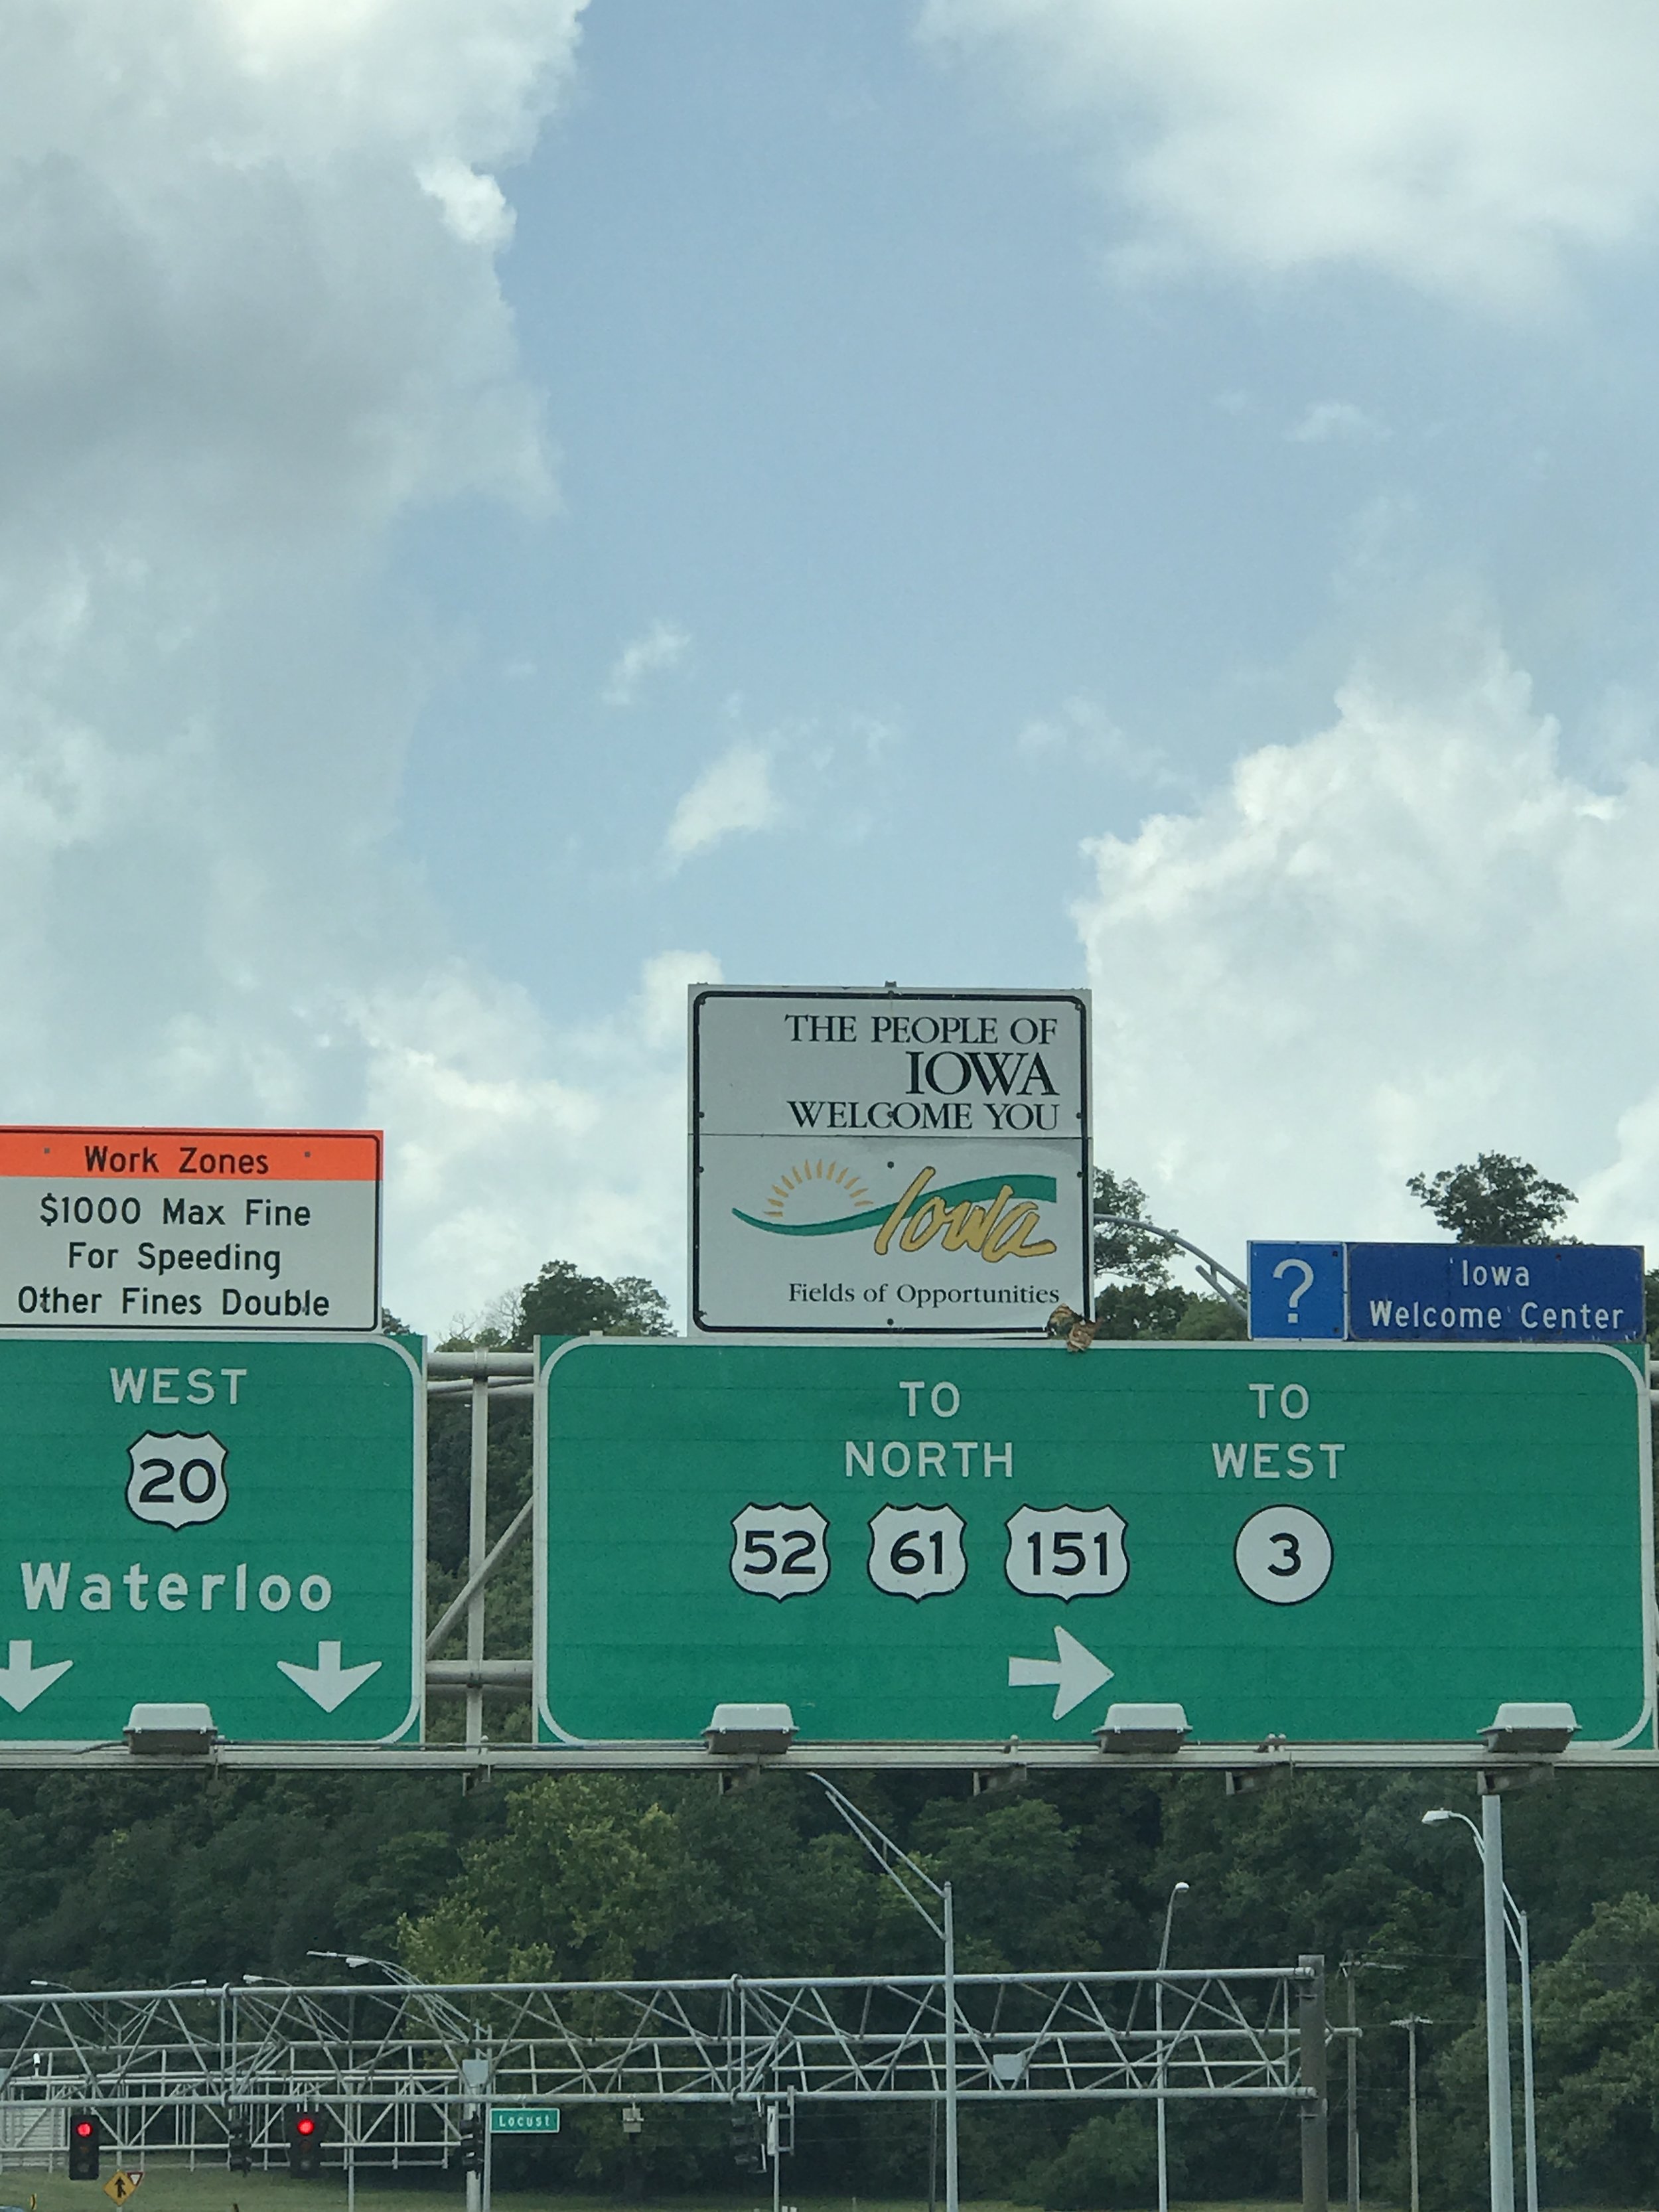 THE PEOPLE OF
IOWA
WELCOME YOU
Iowa
Fields of Opportunities
Work Zones
$1000 Max Fine
For Speeding
Other Fines Double
?
Iowa
Welcome Center
WEST
20
Waterloo
TO
NORTH
52 61 151
TO
WEST
3
Locust